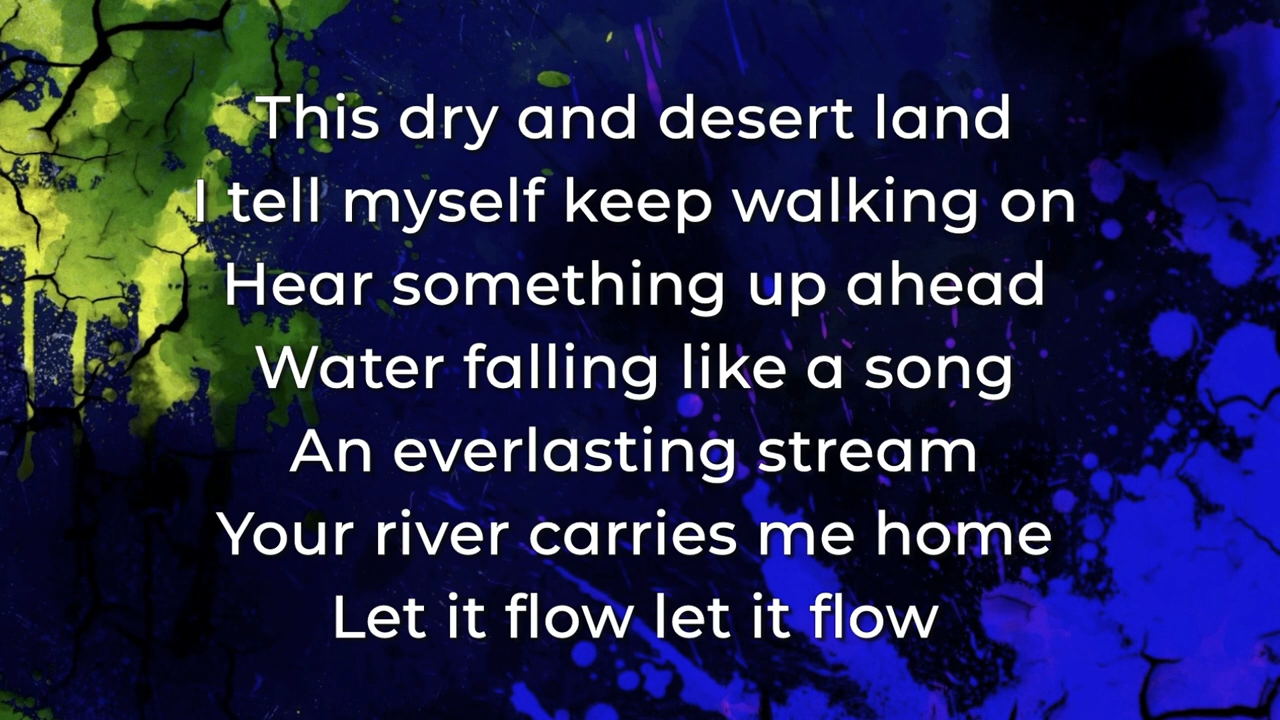 This dry and desert land
I tell myself keep walking on
Hear something up ahead
Water falling like a song
An everlasting stream
Your river carries me home
Let it flow let it flow